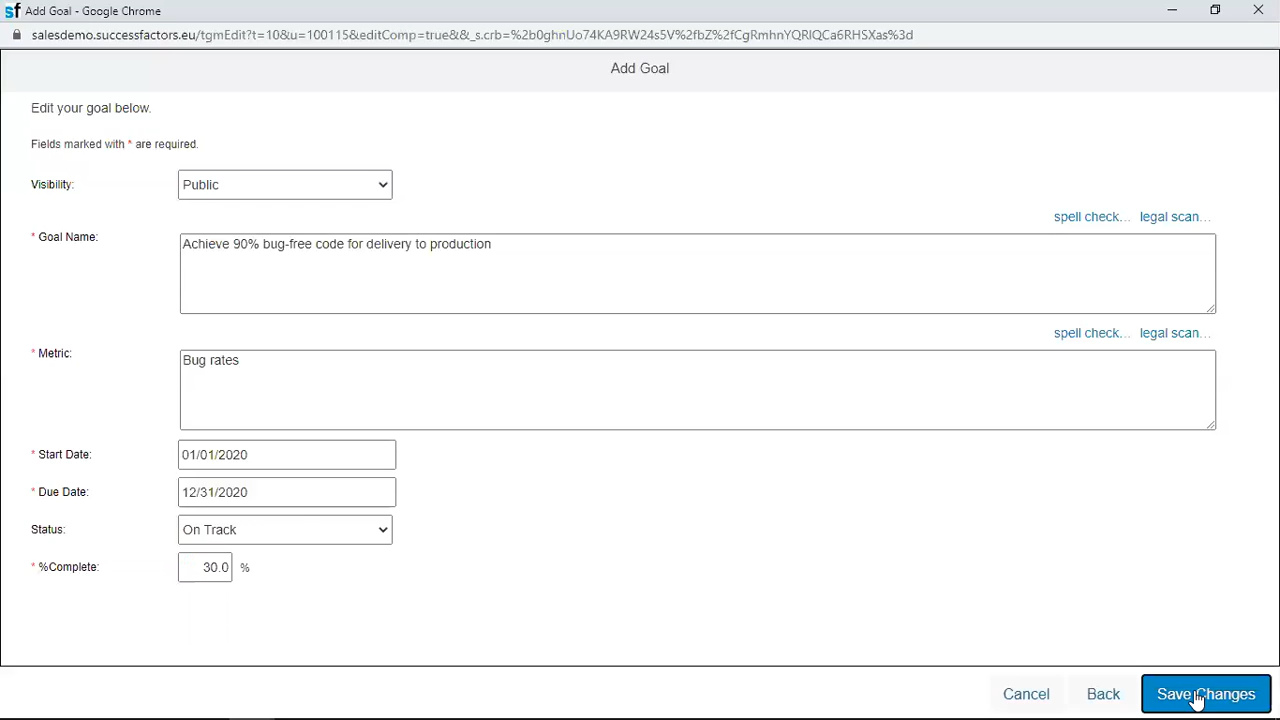 sf Add Goal - Google Chrome
salesdemo.successfactors.eu/tgmEdit?t=10&u=100115&editComp=true&&_s.crb=%2b0ghnUo74KA9RW24s5V%2fbZ%2fCgRmhnYQRlQCa6RHSXas%3d
Add Goal
Edit your goal below.
Fields marked with * are required.
Visibility: Public
spell check... legal scan...
* Goal Name: Achieve 90% bug-free code for delivery to production
spell check... legal scan...
* Metric: Bug rates
* Start Date: 01/01/2020
* Due Date: 12/31/2020
Status: On Track
* %Complete: 30.0 %
Cancel Back Save Changes